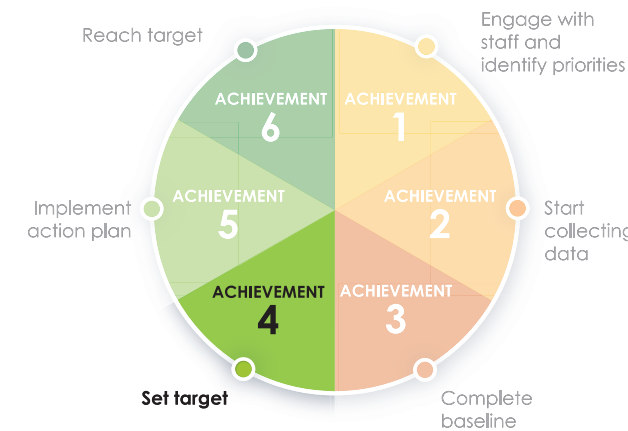 Engage with
staff and
identify priorities
Reach target
ACHIEVEMENT
6
ACHIEVEMENT
1
Implement
action plan
ACHIEVEMENT
5
ACHIEVEMENT
2
Start
collecting
data
ACHIEVEMENT
4
ACHIEVEMENT
3
Set target
Complete
baseline